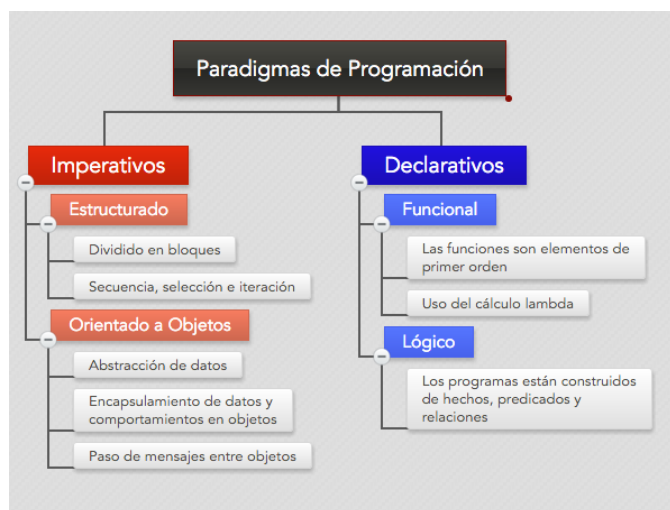 Paradigmas de Programación
Imperativos
Estructurado
Dividido en bloques
Secuencia, selección e iteración
Orientado a Objetos
Abstracción de datos
Encapsulamiento de datos y
comportamientos en objetos
Paso de mensajes entre objetos
Declarativos
Funcional
Las funciones son elementos de
primer orden
Uso del cálculo lambda
Lógico
Los programas están construidos
de hechos, predicados y
relaciones